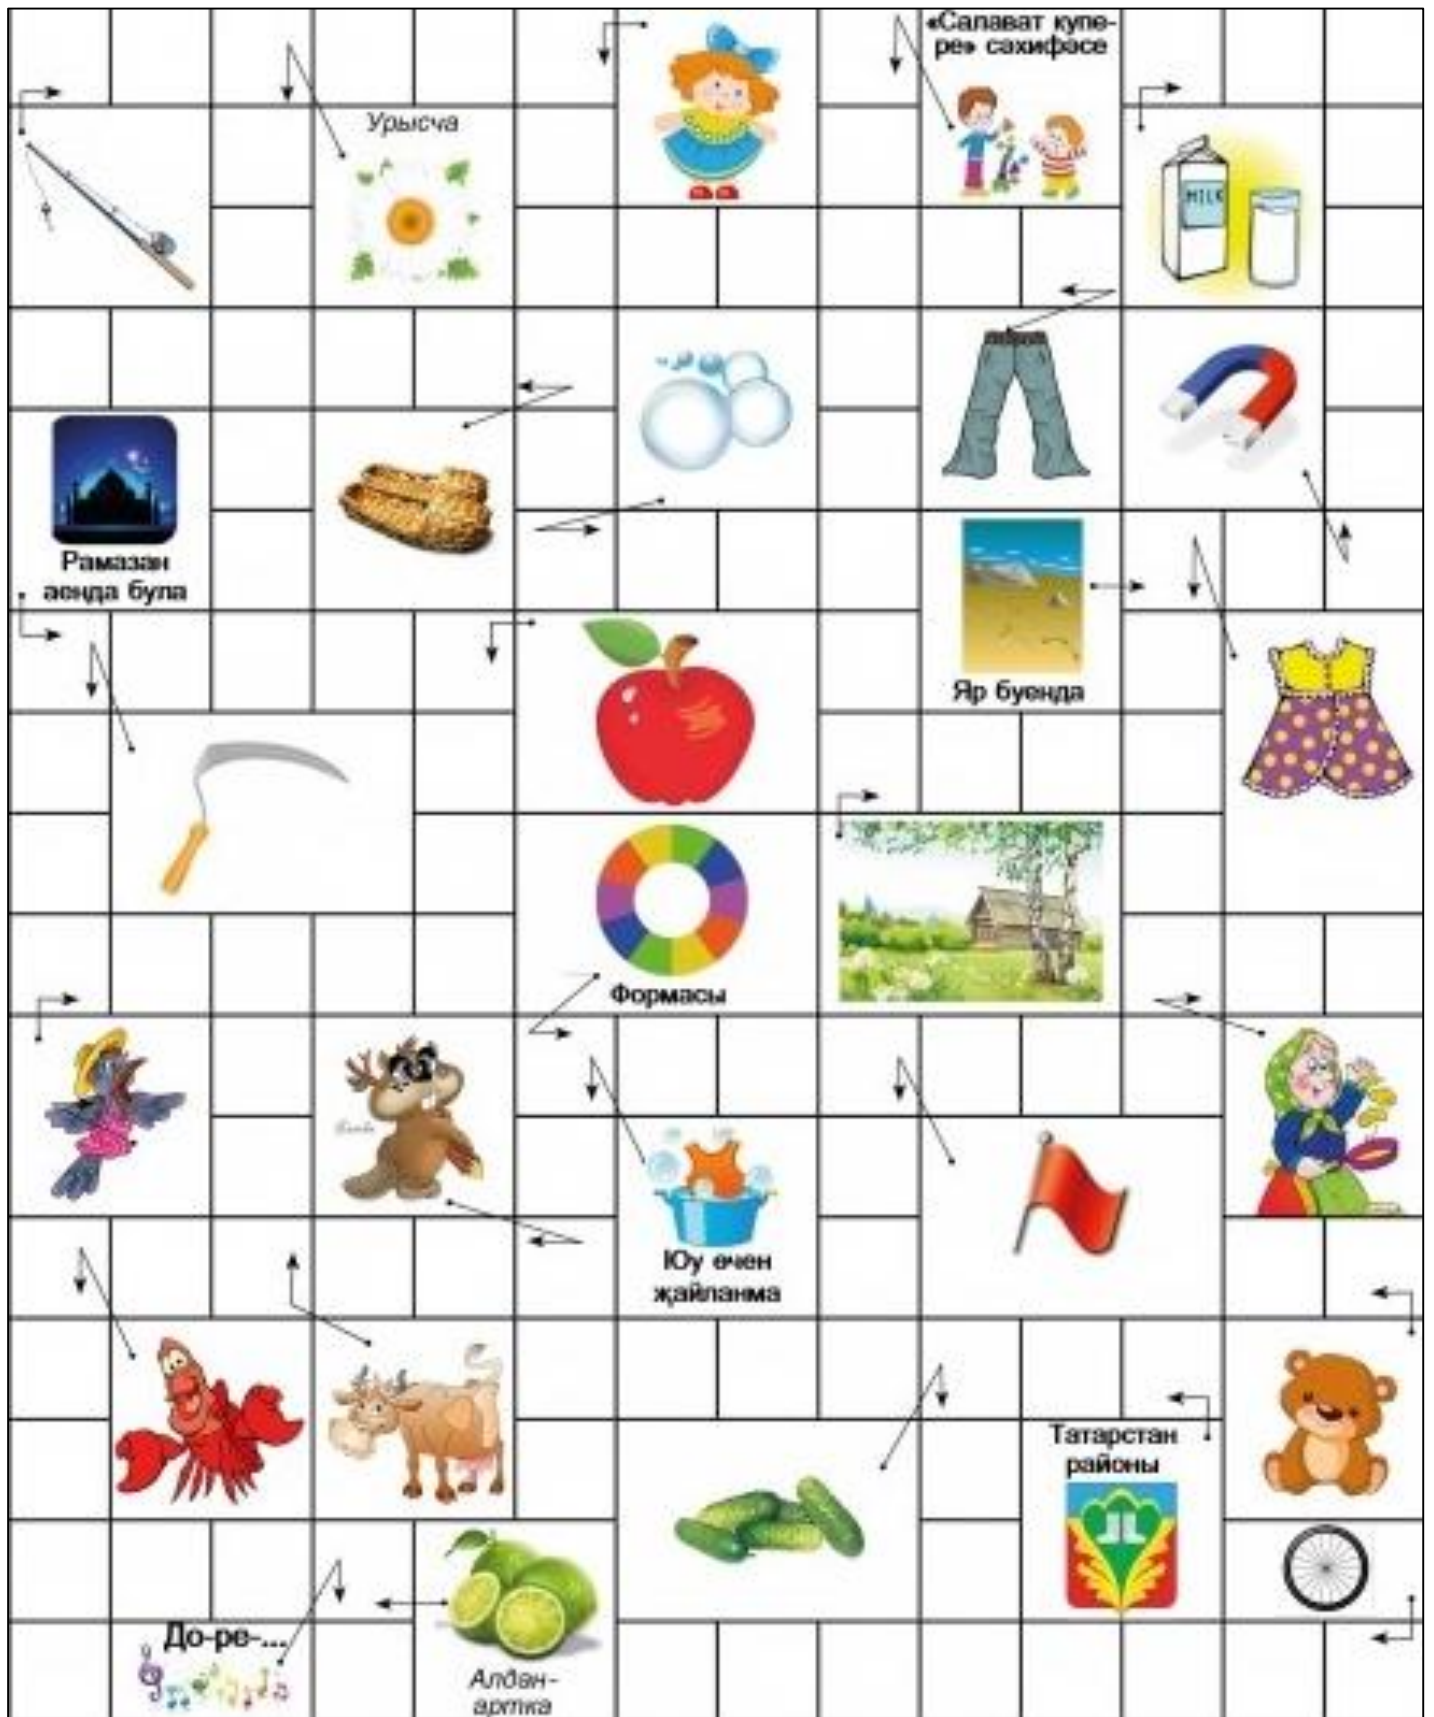 «Салават купе-
ре» сәхифәсе
Урысча
MILK
Рамазан
аенда була
Яр буенда
Формасы
Юу өчен
җайланма
Татарстан
районы
До-ре-...
Алдан-
артка